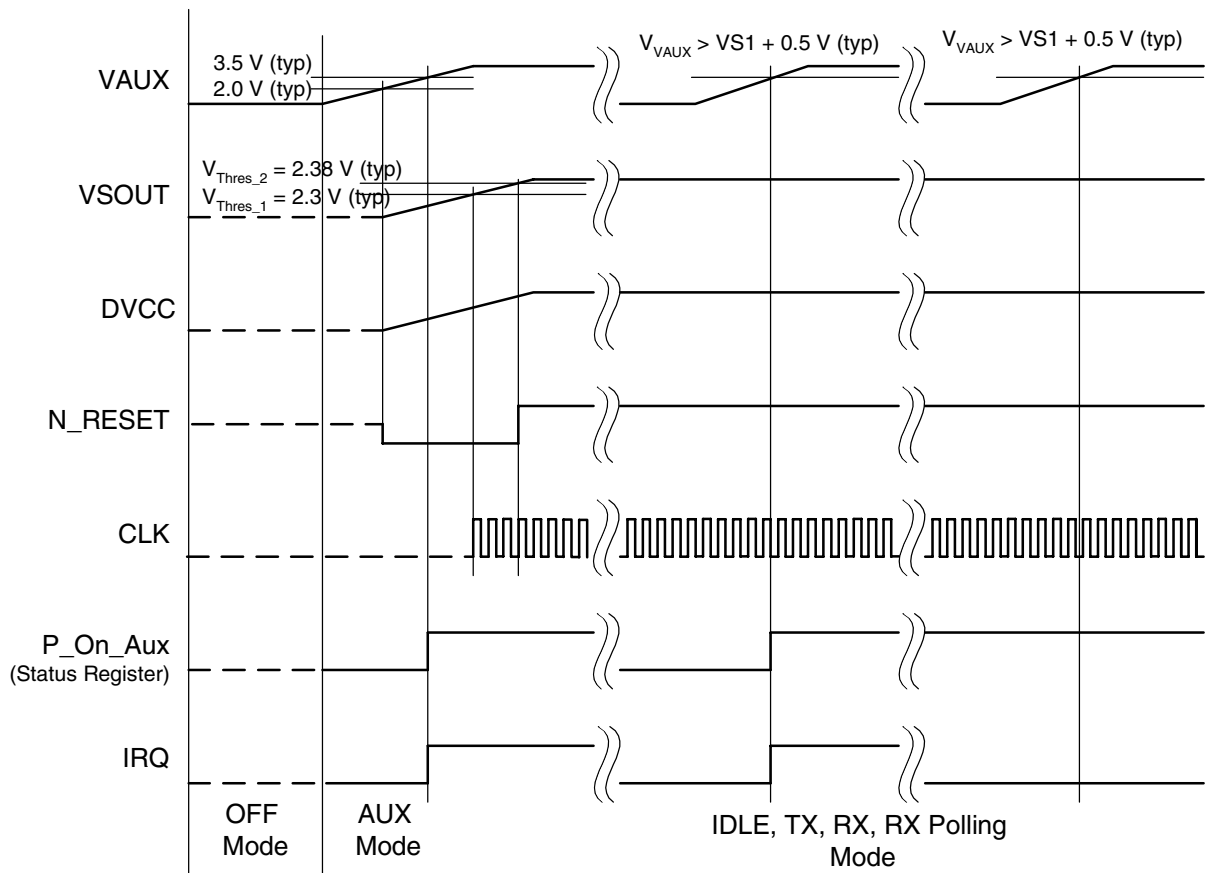 V_VAUX > VS1 + 0.5 V (typ)
V_VAUX > VS1 + 0.5 V (typ)
3.5 V (typ)
VAUX
2.0 V (typ)
V_Thres_2 = 2.38 V (typ)
VSOUT
V_Thres_1 = 2.3 V (typ)
DVCC
N_RESET
CLK
P_On_Aux
(Status Register)
IRQ
OFF
Mode
AUX
Mode
IDLE, TX, RX, RX Polling
Mode